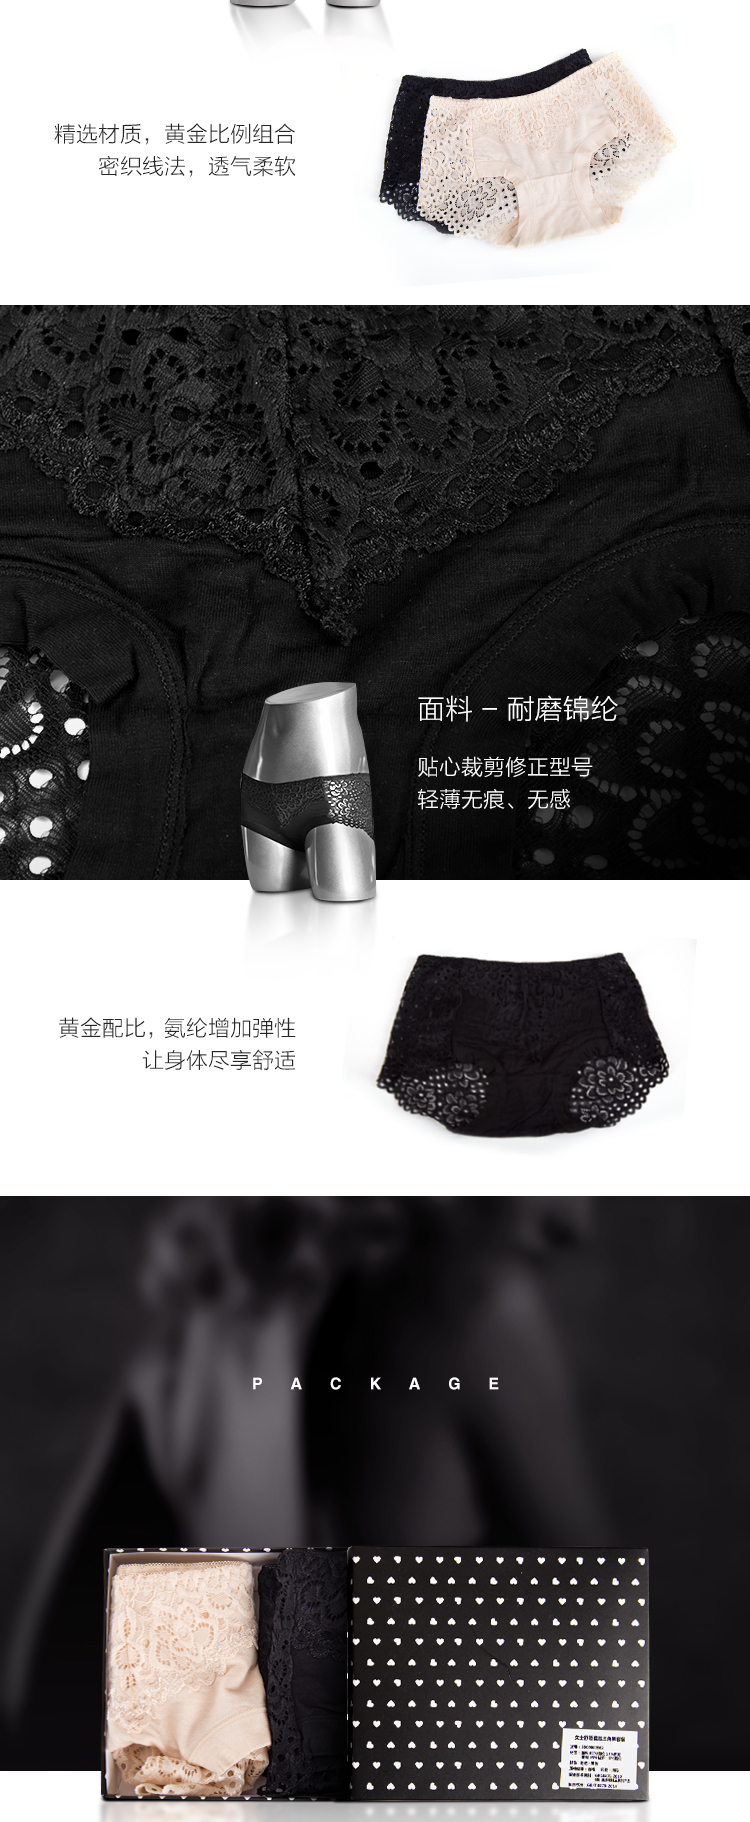 精选材质，黄金比例组合
密织线法，透气柔软
面料 – 耐磨锦纶
贴心裁剪修正型号
轻薄无痕、无感
黄金配比，氨纶增加弹性
让身体尽享舒适
PACKAGE